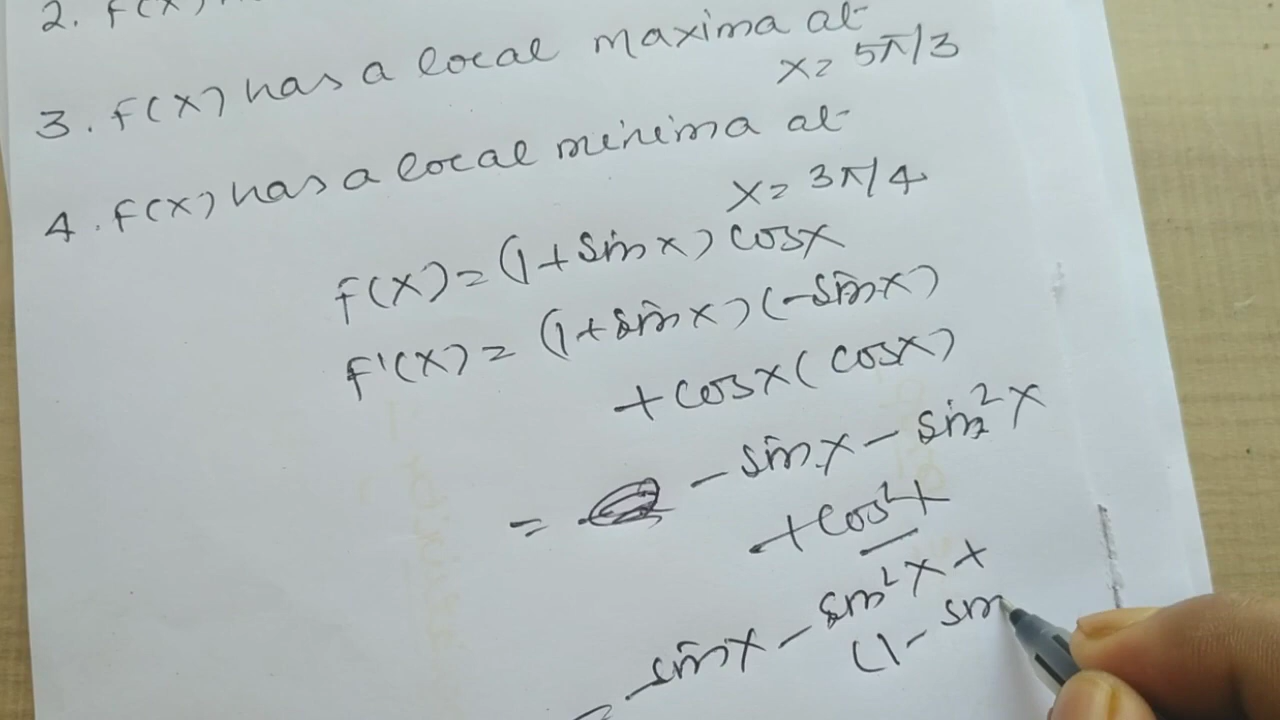 2. f(x)
3. f(x) has a local maxima at
x = 5π/3
4. f(x) has a local minima at
x = 3π/4
f(x) = (1 + sin x) cos x
f'(x) = (1 + sin x) (-sin x)
+ cos x (cos x)
= - sin x - sin²x
+ cos²x
= - sin x - sin²x +
(1 - sin